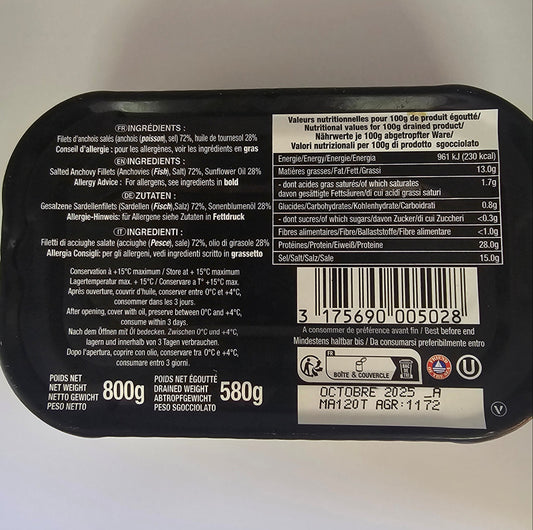 FR INGRÉDIENTS :
Filets d'anchois salés (anchois (poisson), sel) 72%, huile de tournesol 28%
Conseil d'allergie : pour les allergènes, voir les ingrédients en gras
EN INGREDIENTS :
Salted Anchovy Fillets (Anchovies (Fish), Salt) 72%, Sunflower Oil 28%
Allergy Advice : For allergens, see ingredients in bold
DE ZUTATEN :
Gesalzene Sardellenfilets (Sardellen (Fisch),Salz) 72%, Sonnenblumenöl 28%
Allergie-Hinweis: für Allergene siehe Zutaten in Fettdruck
IT INGREDIENTI :
Filetti di acciughe salate (acciughe (Pesce), sale) 72%, olio di girasole 28%
Allergia Consigli: per gli allergeni, vedi ingredienti scritto in grassetto
Conservation à +15°C maximum / Store at + 15°C maximum
Lagertemperatur max. + 15°C / Conservare a T° +15°C max.
Après ouverture, couvrir d'huile, conserver entre 0°C et +4°C,
consommer dans les 3 jours.
After opening, cover with oil, preserve between 0°C and +4°C,
consume within 3 days.
Nach dem Öffnen mit Öl bedecken. Zwischen 0°C und +4°C,
lagern und innerhalb von 3 Tagen verbrauchen.
Dopo l'apertura, coprire con olio, conservare tra 0°C e +4°C,
consumare entro 3 giorni.
POIDS NET
NET WEIGHT
NETTO GEWICHT
PESO NETTO
800g
POIDS NET ÉGOUTTÉ
DRAINED WEIGHT
ABTROPFGEWICHT
PESO SGOCCIOLATO
580g
Valeurs nutritionnelles pour 100g de produit égoutté/
Nutritional values for 100g drained product/
Nährwerte je 100g abgetropfter Ware/
Valori nutrizionali per 100g di prodotto sgocciolato
Energie/Energy/Energie/Energia 961 kJ (230 kcal)
Matières grasses/Fat/Fett/Grassi 13.0g
- dont acides gras saturés/of which saturates 1.7g
davon gesättigte Fettsäuren/di cui acidi grassi saturi
Glucides/Carbohydrates/Kohlenhydrate/Carboidrati 0.8g
- dont sucres/of which sugars/davon Zucker/di cui Zuccheri <0.3g
Fibres alimentaires/Fibre/Ballaststoffe/Fibre alimentare <1.0g
Protéines/Protein/Eiweiß/Proteine 28.0g
Sel/Salt/Salz/Sale 15.0g
3 175690 005028
A consommer de préférence avant fin / Best before end
Mindestens haltbar bis / Da consumarsi preferibilmente entro
FR
BOÎTE & COUVERCLE
U
OCTOBRE 2025 _A
MA120T AGR:1172
V